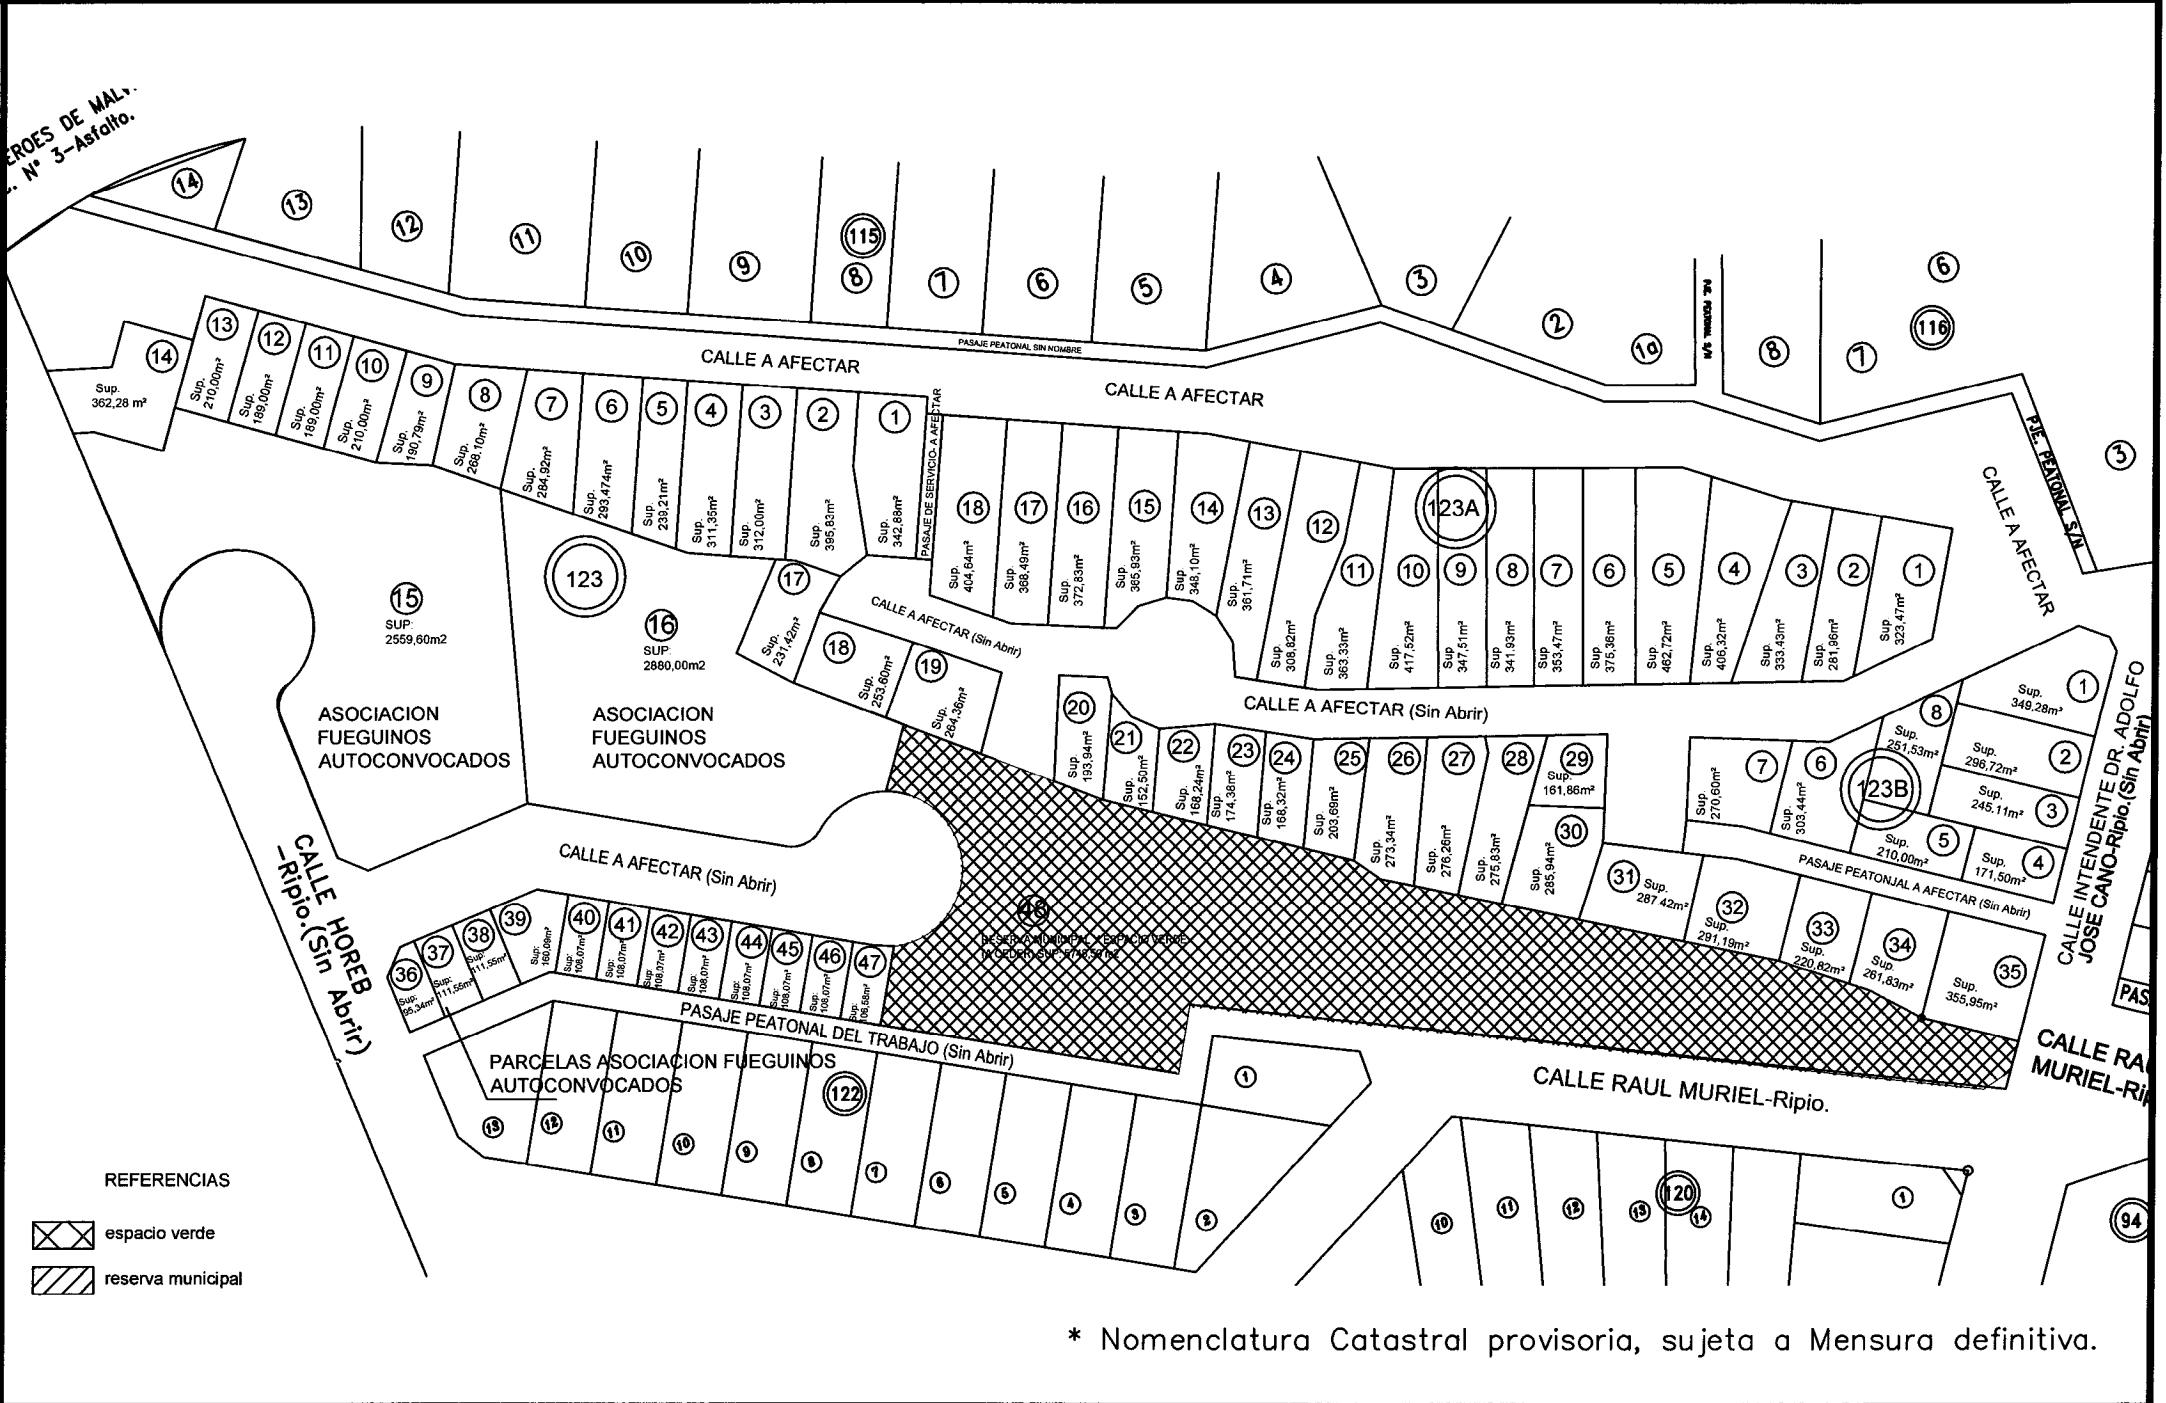 EROES DE MALV
N° 3-Asfalto.
14
13
12
11
10
9
115
8
7
6
5
4
3
2
1a
PJE. PEATONAL S/N
8
7
6
116
3
PJE. PEATONAL S/N
PASAJE PEATONAL SIN NOMBRE
CALLE A AFECTAR
CALLE A AFECTAR
CALLE A AFECTAR
14
Sup.
362,28 m²
13
Sup.
210,00m²
12
Sup.
189,00m²
11
Sup.
189,00m²
10
Sup.
210,00m²
9
Sup.
190,79m²
8
Sup.
268.10m²
7
Sup.
284,92m²
6
Sup.
293,474m²
5
Sup.
239,21m²
4
Sup.
311,35m²
3
Sup.
312,00m²
2
Sup.
395,83m²
1
Sup.
342,88m²
PASAJE DE SERVICIO- A AFECTAR
18
Sup.
404,64m²
17
Sup.
368,49m²
16
Sup.
372,83m²
15
Sup.
365,93m²
14
Sup.
348,10m²
13
Sup.
361,71m²
12
Sup.
308,82m²
11
Sup.
363,33m²
123A
10
Sup.
417,52m²
9
Sup.
347,51m²
8
Sup.
341,93m²
7
Sup.
353,47m²
6
Sup.
375,36m²
5
Sup.
462,72m²
4
Sup.
406,32m²
3
Sup.
333,43m²
2
Sup.
281,96m²
1
Sup.
323,47m²
15
SUP:
2559,60m2
123
16
SUP:
2880,00m2
17
Sup.
231,42m²
CALLE A AFECTAR (Sin Abrir)
18
Sup.
253,60m²
19
Sup.
264,36m²
ASOCIACION
FUEGUINOS
AUTOCONVOCADOS
ASOCIACION
FUEGUINOS
AUTOCONVOCADOS
CALLE A AFECTAR (Sin Abrir)
20
Sup.
193,94m²
21
Sup.
152,50m²
22
Sup.
168,24m²
23
Sup.
174,38m²
24
Sup.
168,32m²
25
Sup.
203,69m²
26
Sup.
273,34m²
27
Sup.
276,26m²
28
Sup.
275,83m²
29
Sup.
161,86m²
30
Sup.
285,94m²
31
Sup.
287.42m²
32
Sup.
291,19m²
33
Sup.
220,82m²
34
Sup.
261,83m²
35
Sup.
355,95m²
7
Sup.
270,60m²
6
Sup.
303,44m²
8
Sup.
251,53m²
123B
1
Sup.
349,28m²
2
Sup.
296,72m²
3
Sup.
245.11m²
5
Sup.
210,00m²
4
Sup.
171,50m²
PASAJE PEATONJAL A AFECTAR (Sin Abrir)
CALLE INTENDENTE DR. ADOLFO
JOSE CANO-Ripio.(Sin Abrir)
PAS
CALLE RA
MURIEL-Rip
CALLE HOREB
-Ripio.(Sin Abrir)
CALLE A AFECTAR (Sin Abrir)
36
Sup:
95,34m²
37
Sup:
111,55m²
38
Sup:
111,55m²
39
Sup:
160,09m²
40
Sup:
108,07m²
41
Sup:
108,07m²
42
Sup:
108,07m²
43
Sup:
108,07m²
44
Sup:
108,07m²
45
Sup:
108,07m²
46
Sup:
108,07m²
47
Sup:
106,58m²
48
RESERVA MUNICIPAL Y ESPACIO VERDE
(A CEDER) SUP:
PASAJE PEATONAL DEL TRABAJO (Sin Abrir)
PARCELAS ASOCIACION FUEGUINOS
AUTOCONVOCADOS
122
13
12
11
10
9
8
7
6
5
4
3
2
1
CALLE RAUL MURIEL-Ripio.
10
11
12
13
120
14
1
94
REFERENCIAS
espacio verde
reserva municipal
* Nomenclatura Catastral provisoria, sujeta a Mensura definitiva.